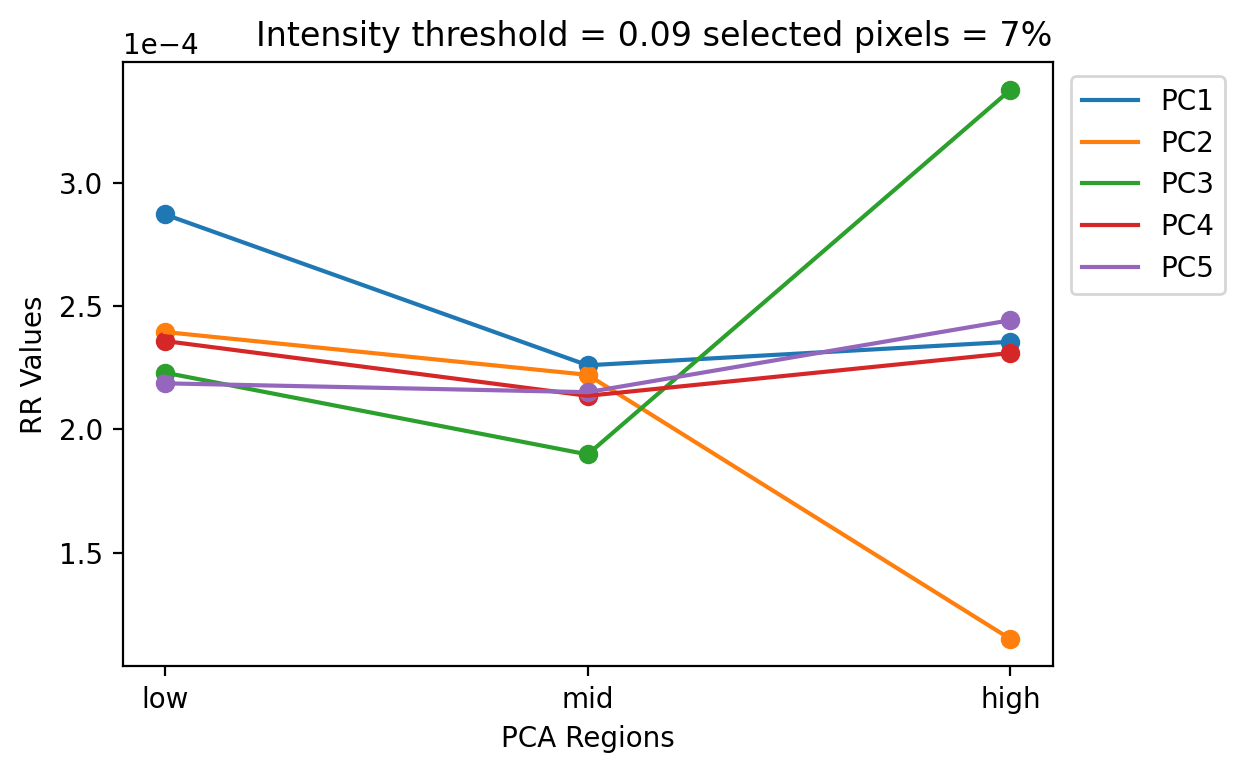 Intensity threshold = 0.09 selected pixels = 7%
1e−4
3.0
2.5
2.0
1.5
RR Values
low
mid
high
PCA Regions
PC1
PC2
PC3
PC4
PC5